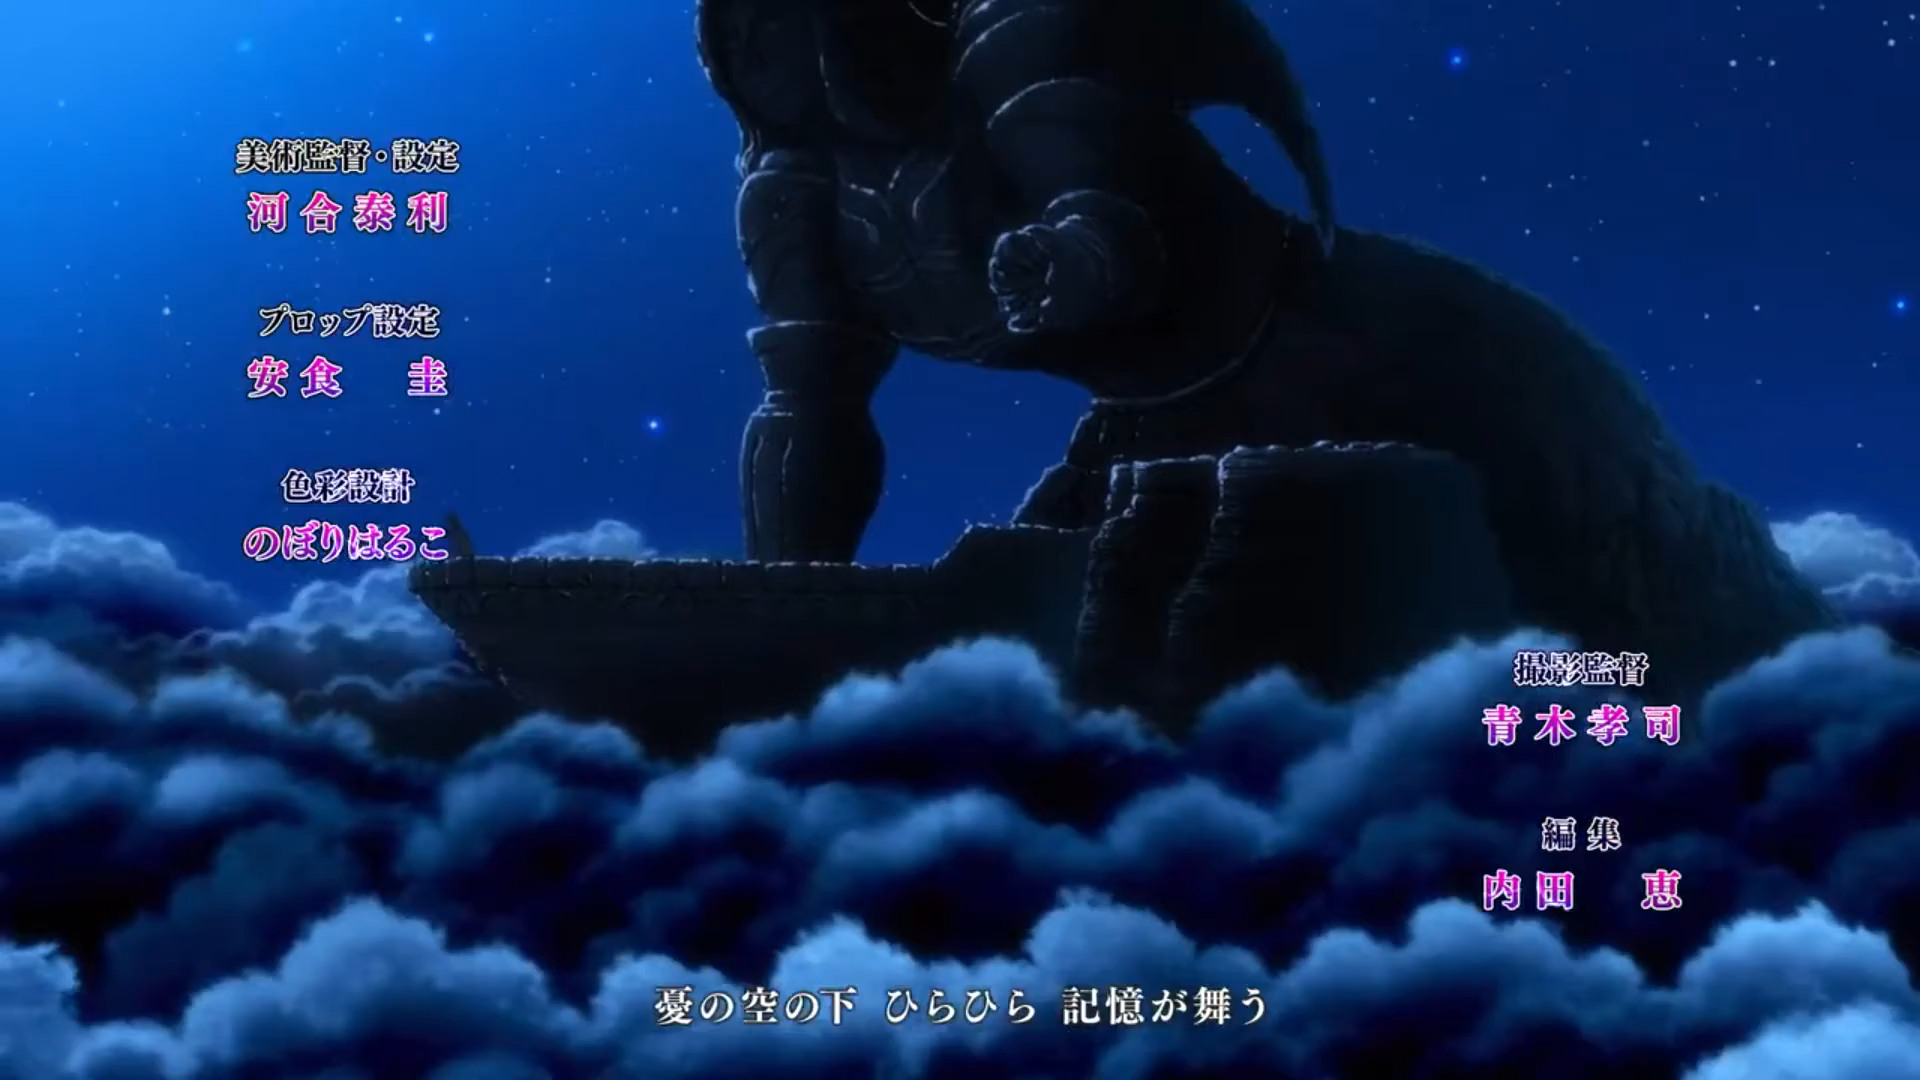 美術監督・設定
河合泰利
プロップ設定
安食 圭
色彩設計
のぼりはるこ
撮影監督
青木孝司
編集
内田 恵
憂の空の下 ひらひら 記憶が舞う